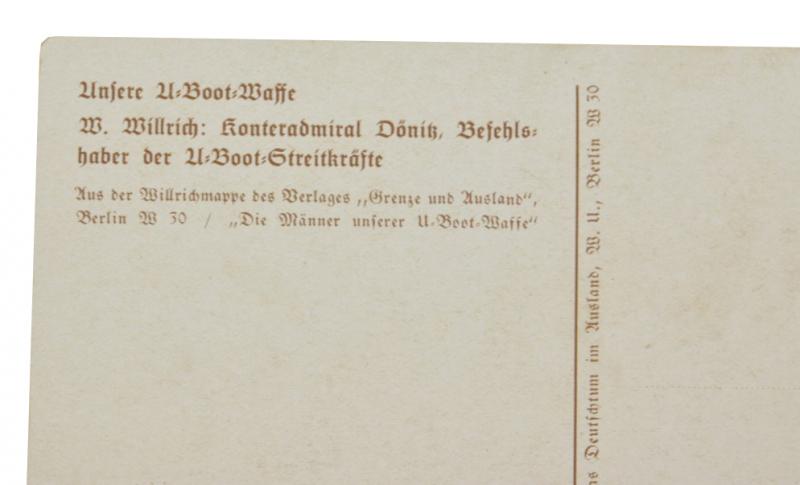 Unsere U-Boot-Waffe
W. Willrich: Konteradmiral Dönitz, Befehls-
haber der U-Boot-Streitkräfte
Aus der Willrichmappe des Verlages „Grenze und Ausland“,
Berlin W 30 / „Die Männer unserer U-Boot-Waffe“
Deutschtum im Ausland, W. U., Berlin W 30